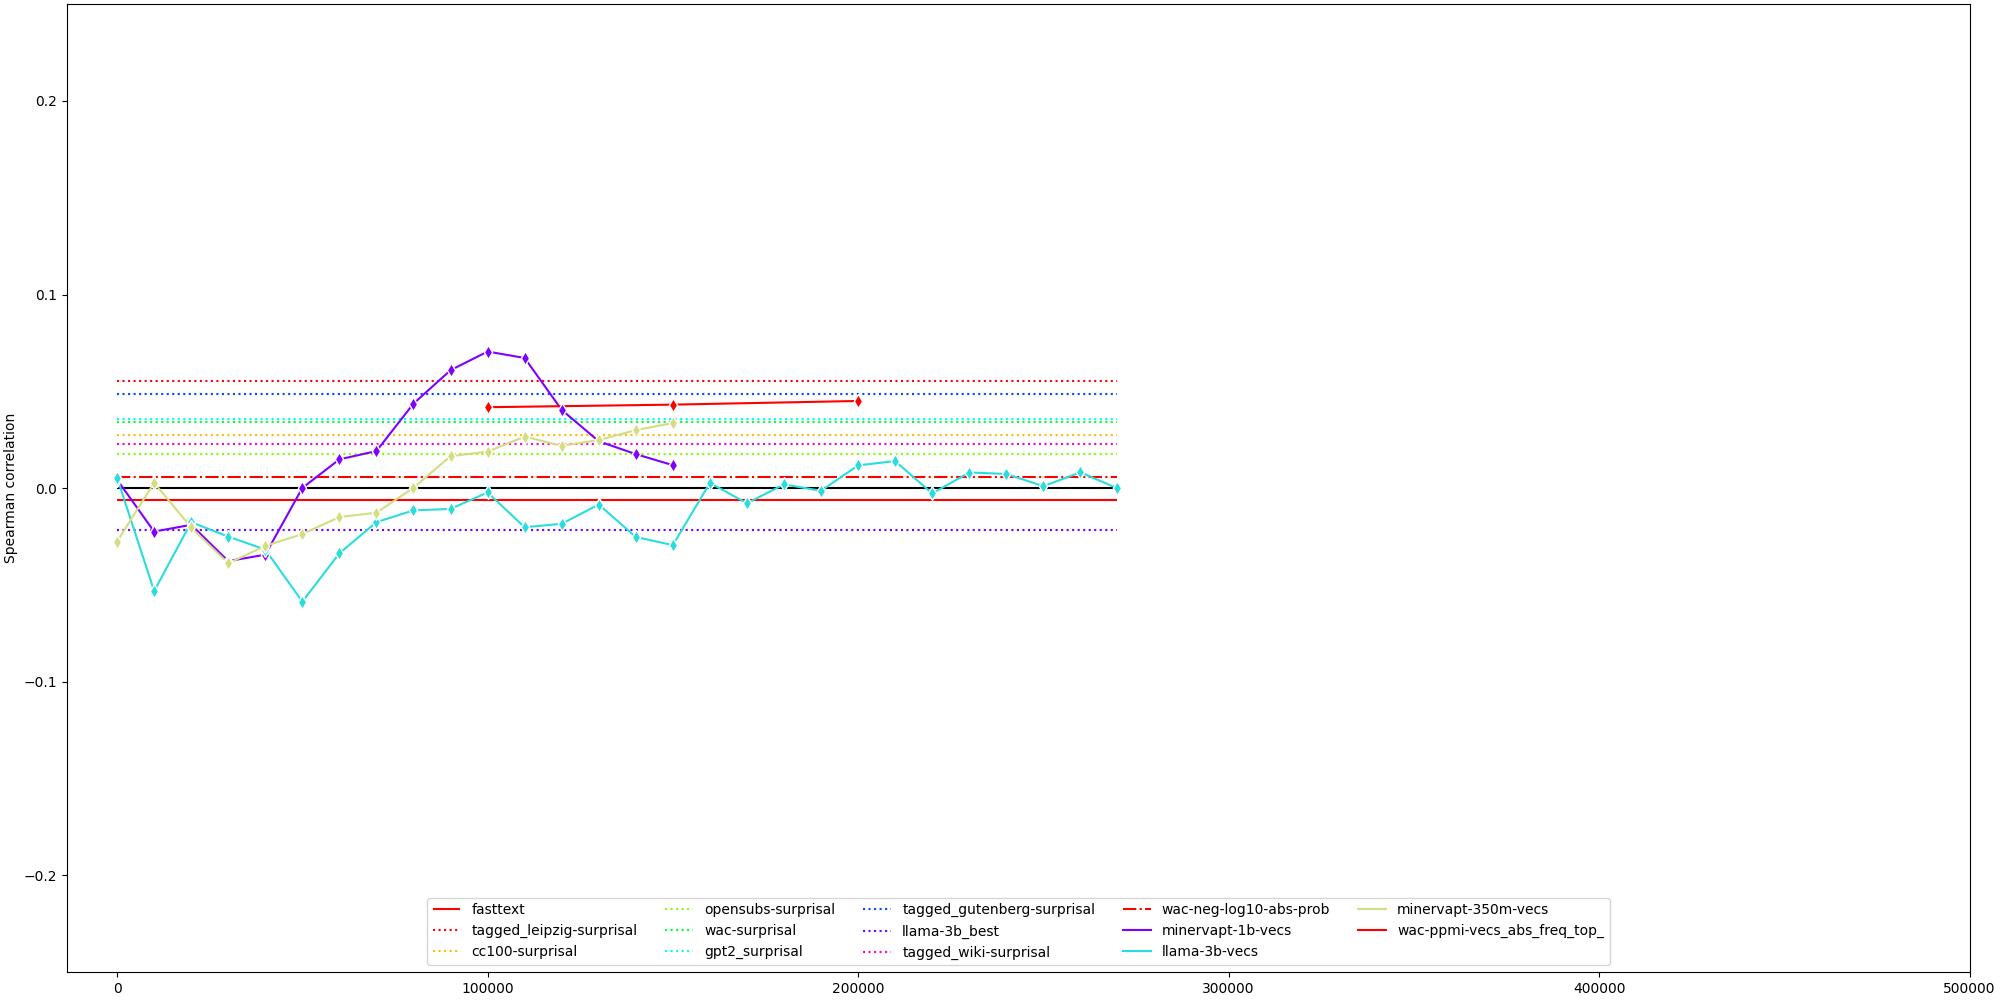 0.2
0.1
0.0
−0.1
−0.2
Spearman correlation
fasttext
tagged_leipzig-surprisal
cc100-surprisal
opensubs-surprisal
wac-surprisal
gpt2_surprisal
tagged_gutenberg-surprisal
llama-3b_best
tagged_wiki-surprisal
wac-neg-log10-abs-prob
minervapt-1b-vecs
llama-3b-vecs
minervapt-350m-vecs
wac-ppmi-vecs_abs_freq_top_
0 100000 200000 300000 400000 500000